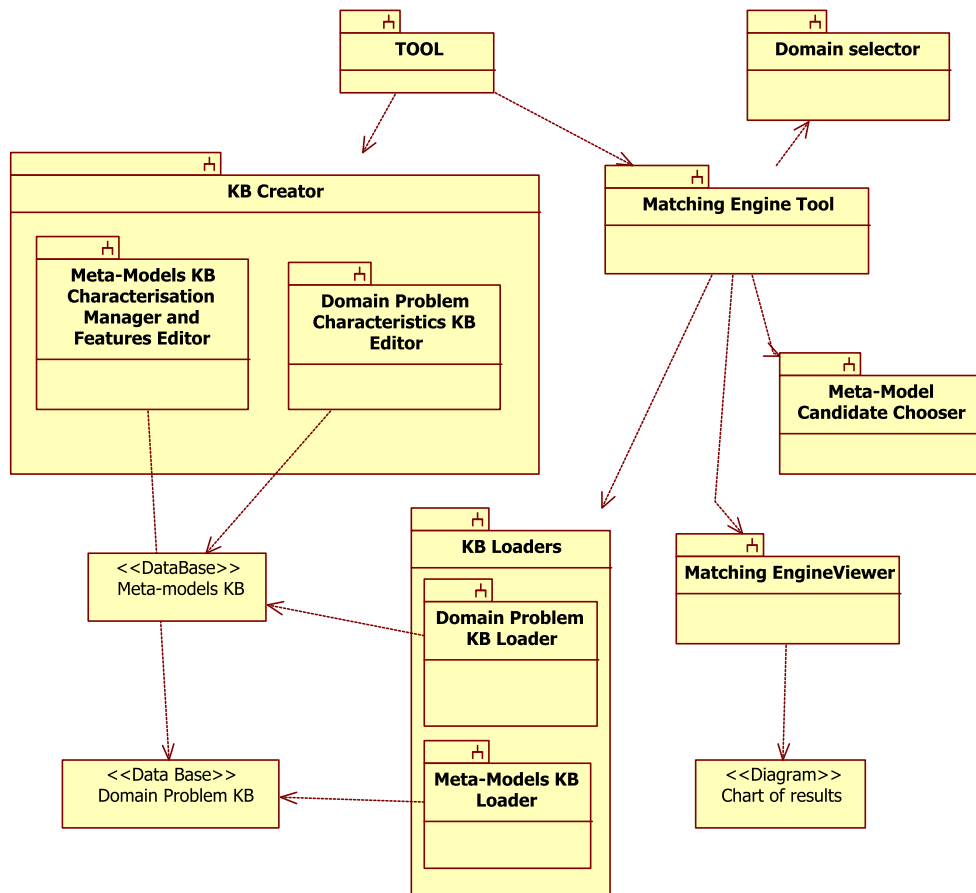 TOOL
Domain selector
KB Creator
Matching Engine Tool
Meta-Models KB
Characterisation
Manager and
Features Editor
Domain Problem
Characteristics KB
Editor
Meta-Model
Candidate Chooser
KB Loaders
<<DataBase>>
Meta-models KB
Matching EngineViewer
Domain Problem
KB Loader
<<Data Base>>
Domain Problem KB
Meta-Models KB
Loader
<<Diagram>>
Chart of results